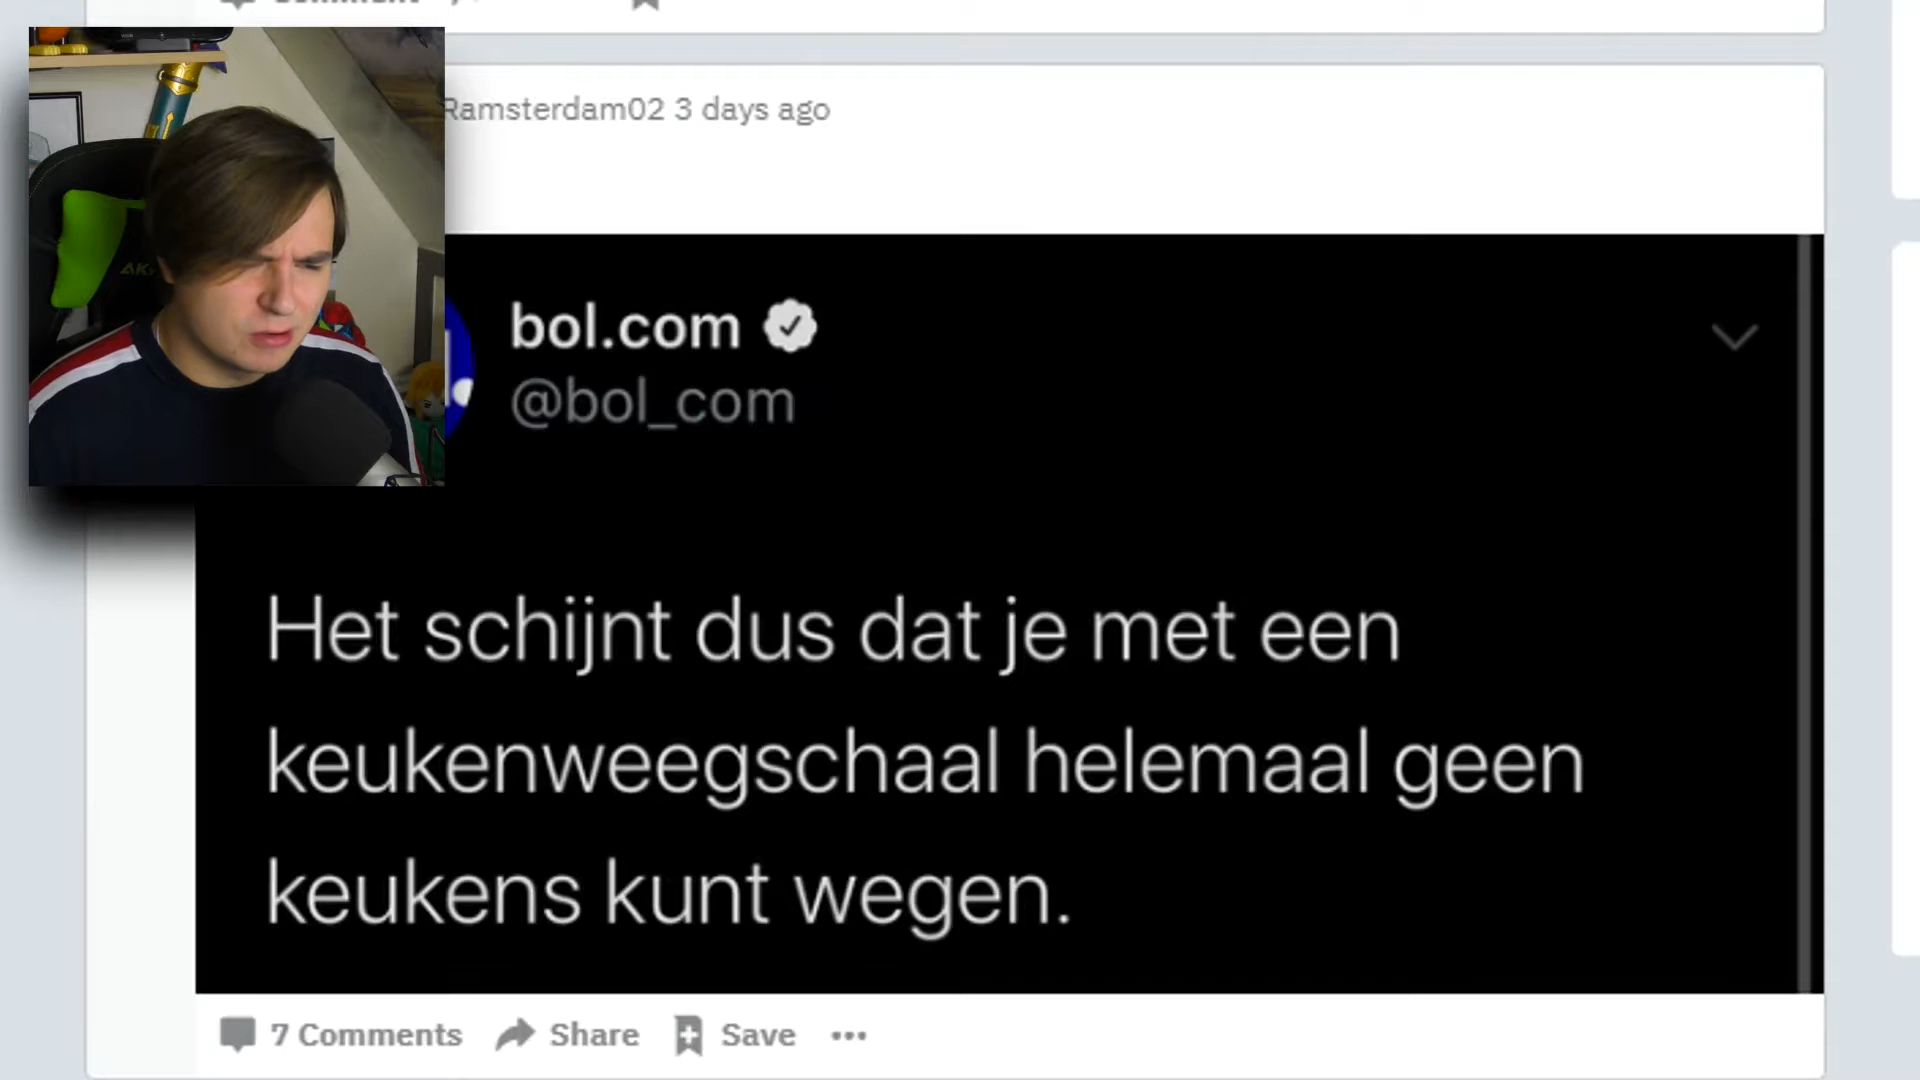 Ramsterdam02 3 days ago
bol.com
@bol_com
Het schijnt dus dat je met een
keukenweegschaal helemaal geen
keukens kunt wegen.
7 Comments Share Save